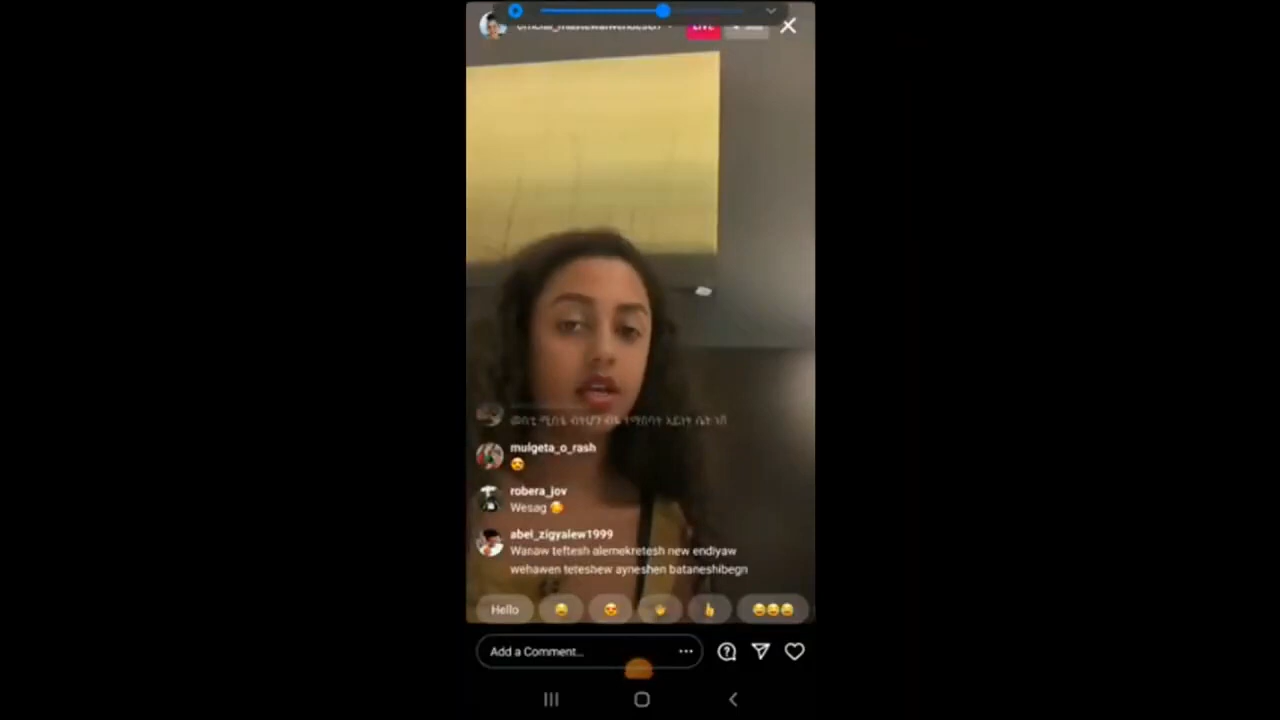 LIVE
mulgeta_o_rash
😍
robera_jov
Wesag 🥰
abel_zigyalew1999
Wanaw teftesh alemekretesh new endiyaw
wehawen teteshew ayneshen bataneshibegn
Hello 😂 😍 👏 👍 😂😂😂
Add a Comment...